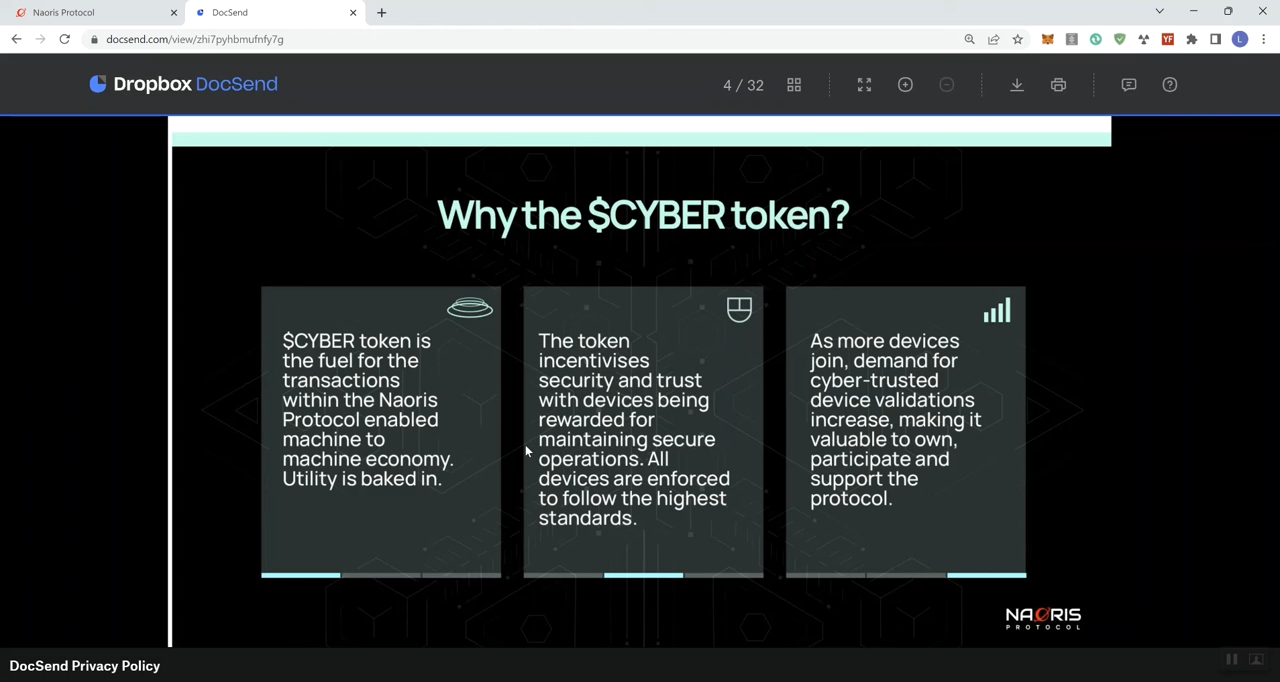 Naoris Protocol
DocSend
docsend.com/view/zhi7pyhbmufnfy7g
YF
L
Dropbox DocSend
4 / 32
Why the $CYBER token?
$CYBER token is
the fuel for the
transactions
within the Naoris
Protocol enabled
machine to
machine economy.
Utility is baked in.
The token
incentivises
security and trust
with devices being
rewarded for
maintaining secure
operations. All
devices are enforced
to follow the highest
standards.
As more devices
join, demand for
cyber-trusted
device validations
increase, making it
valuable to own,
participate and
support the
protocol.
NAORIS
PROTOCOL
DocSend Privacy Policy